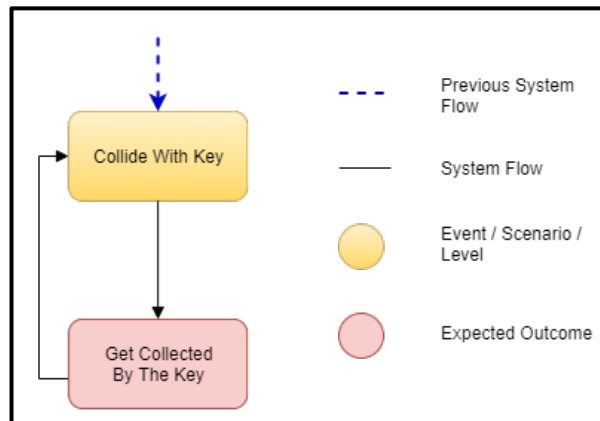 Collide With Key
Get Collected
By The Key
Previous System
Flow
System Flow
Event / Scenario /
Level
Expected Outcome